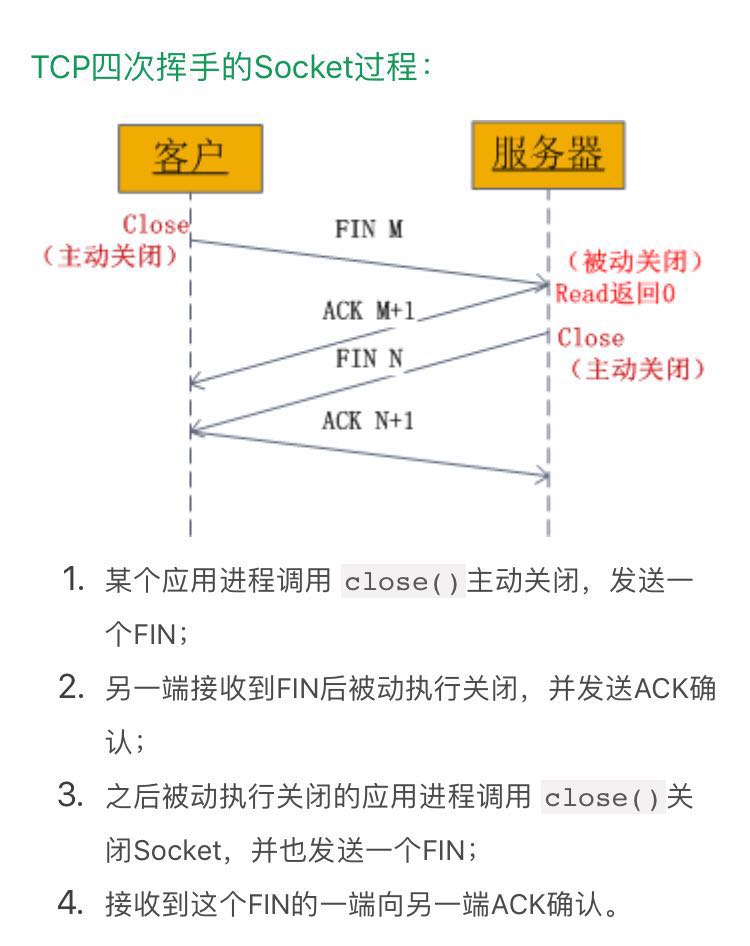 TCP四次挥手的Socket过程：
客户
服务器
Close
（主动关闭）
FIN M
（被动关闭）
Read返回0
ACK M+1
Close
（主动关闭）
FIN N
ACK N+1
1. 某个应用进程调用 close()主动关闭，发送一
个FIN；
2. 另一端接收到FIN后被动执行关闭，并发送ACK确
认；
3. 之后被动执行关闭的应用进程调用 close()关
闭Socket，并也发送一个FIN；
4. 接收到这个FIN的一端向另一端ACK确认。